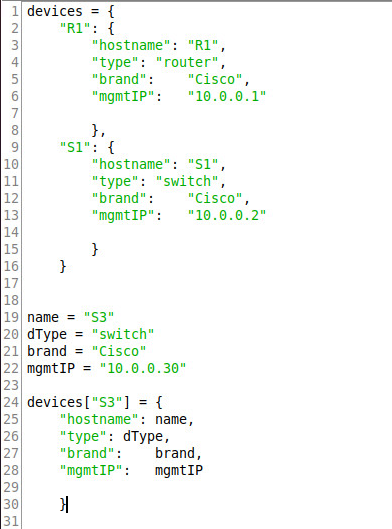 1 devices = {
2     "R1": {
3         "hostname": "R1",
4         "type": "router",
5         "brand":    "Cisco",
6         "mgmtIP":   "10.0.0.1"
7
8         },
9     "S1": {
10         "hostname": "S1",
11         "type": "switch",
12         "brand":    "Cisco",
13         "mgmtIP":   "10.0.0.2"
14
15         }
16     }
17
18
19 name = "S3"
20 dType = "switch"
21 brand = "Cisco"
22 mgmtIP = "10.0.0.30"
23
24 devices["S3"] = {
25     "hostname": name,
26     "type": dType,
27     "brand":    brand,
28     "mgmtIP":   mgmtIP
29
30     }
31